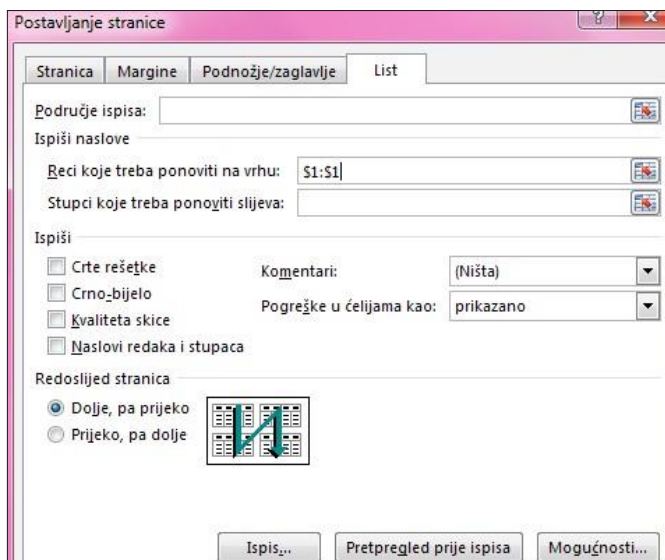 Postavljanje stranice
Stranica Margine Podnožje/zaglavlje List
Područje ispisa:
Ispiši naslove
Reci koje treba ponoviti na vrhu: $1:$1
Stupci koje treba ponoviti slijeva:
Ispiši
Crte rešetke
Komentari: (Ništa)
Crno-bijelo
Pogreške u ćelijama kao: prikazano
Kvaliteta skice
Naslovi redaka i stupaca
Redoslijed stranica
Dolje, pa prijeko
Prijeko, pa dolje
Ispis... Pretpregled prije ispisa Mogućnosti...